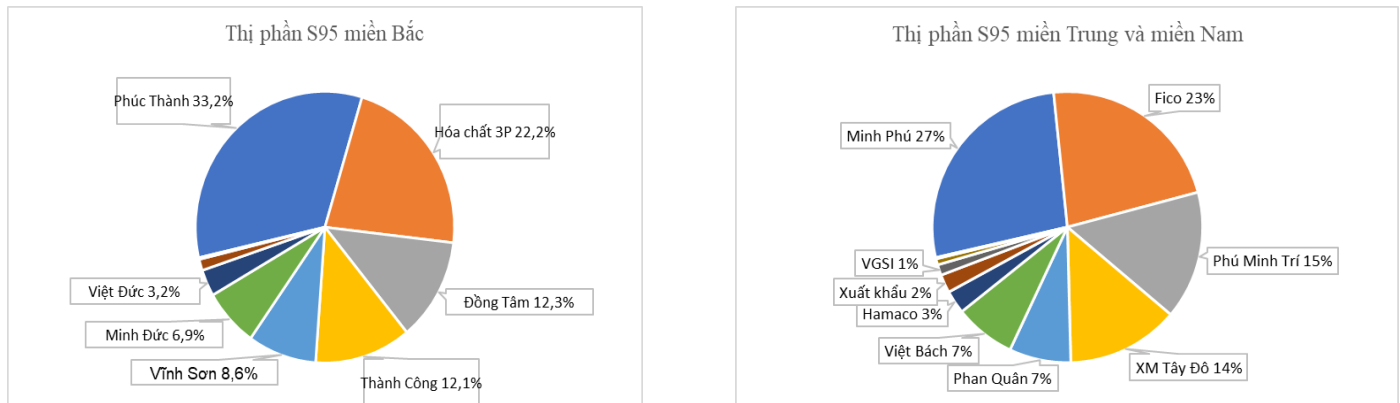 Thị phần S95 miền Bắc
Phúc Thành 33,2%
Hóa chất 3P 22,2%
Đồng Tâm 12,3%
Thành Công 12,1%
Vĩnh Sơn 8,6%
Minh Đức 6,9%
Việt Đức 3,2%
Thị phần S95 miền Trung và miền Nam
Minh Phú 27%
Fico 23%
Phú Minh Trí 15%
XM Tây Đô 14%
Phan Quân 7%
Việt Bách 7%
Hamaco 3%
Xuất khẩu 2%
VGSI 1%